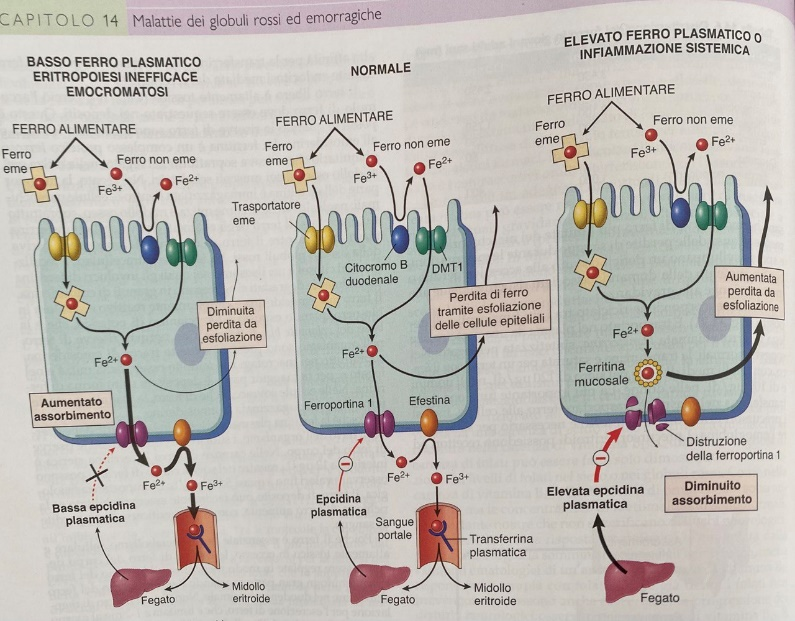 CAPITOLO 14 Malattie dei globuli rossi ed emorragiche
BASSO FERRO PLASMATICO
ERITROPOIESI INEFFICACE
EMOCROMATOSI
FERRO ALIMENTARE
Ferro
eme
Ferro non eme
Fe3+
Fe2+
Diminuita
perdita da
esfoliazione
Fe2+
Aumentato
assorbimento
Fe2+
Fe3+
Bassa epcidina
plasmatica
Fegato
Midollo
eritroide
NORMALE
FERRO ALIMENTARE
Ferro
eme
Ferro non eme
Fe3+
Fe2+
Trasportatore
eme
Citocromo B
duodenale
DMT1
Perdita di ferro
tramite esfoliazione
delle cellule epiteliali
Fe2+
Ferroportina 1
Efestina
Fe2+
Fe3+
Epcidina
plasmatica
Sangue
portale
Transferrina
plasmatica
Fegato
Midollo
eritroide
ELEVATO FERRO PLASMATICO O
INFIAMMAZIONE SISTEMICA
FERRO ALIMENTARE
Ferro
eme
Ferro non eme
Fe3+
Fe2+
Aumentata
perdita da
esfoliazione
Fe2+
Ferritina
mucosale
Distruzione
della ferroportina 1
Elevata epcidina
plasmatica
Diminuito
assorbimento
Fegato